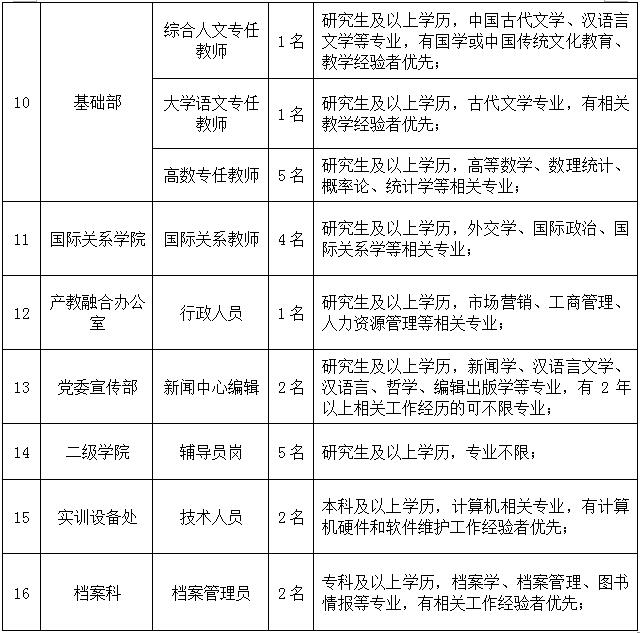 10
基础部
综合人文专任
教师
1名
研究生及以上学历，中国古代文学、汉语言
文学等专业，有国学或中国传统文化教育、
教学经验者优先；
大学语文专任
教师
1名
研究生及以上学历，古代文学专业，有相关
教学经验者优先；
高数专任教师
5名
研究生及以上学历，高等数学、数理统计、
概率论、统计学等相关专业；
11
国际关系学院
国际关系教师
4名
研究生及以上学历，外交学、国际政治、国
际关系学等相关专业；
12
产教融合办公
室
行政人员
1名
研究生及以上学历，市场营销、工商管理、
人力资源管理等相关专业；
13
党委宣传部
新闻中心编辑
2名
研究生及以上学历，新闻学、汉语言文学、
汉语言、哲学、编辑出版学等专业，有 2 年
以上相关工作经历的可不限专业；
14
二级学院
辅导员岗
5名
研究生及以上学历，专业不限；
15
实训设备处
技术人员
2名
本科及以上学历，计算机相关专业，有计算
机硬件和软件维护工作经验者优先；
16
档案科
档案管理员
2名
专科及以上学历，档案学、档案管理、图书
情报等专业，有相关工作经验者优先；